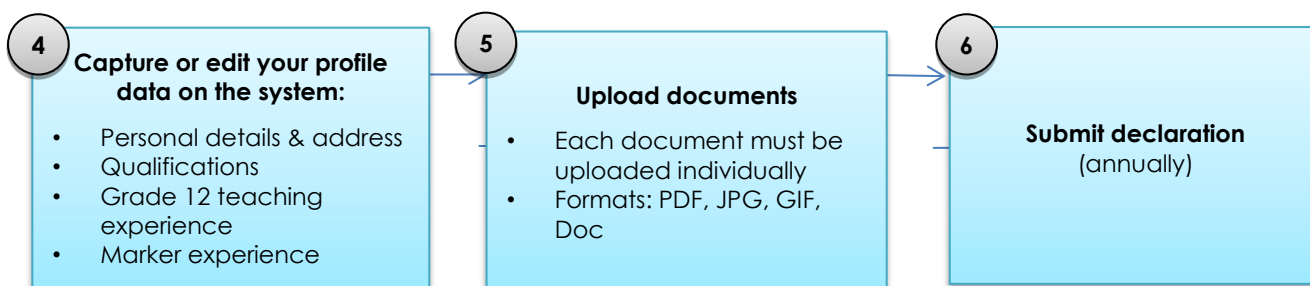 4
Capture or edit your profile
data on the system:
• Personal details & address
• Qualifications
• Grade 12 teaching
experience
• Marker experience
5
Upload documents
• Each document must be
uploaded individually
• Formats: PDF, JPG, GIF,
Doc
6
Submit declaration
(annually)